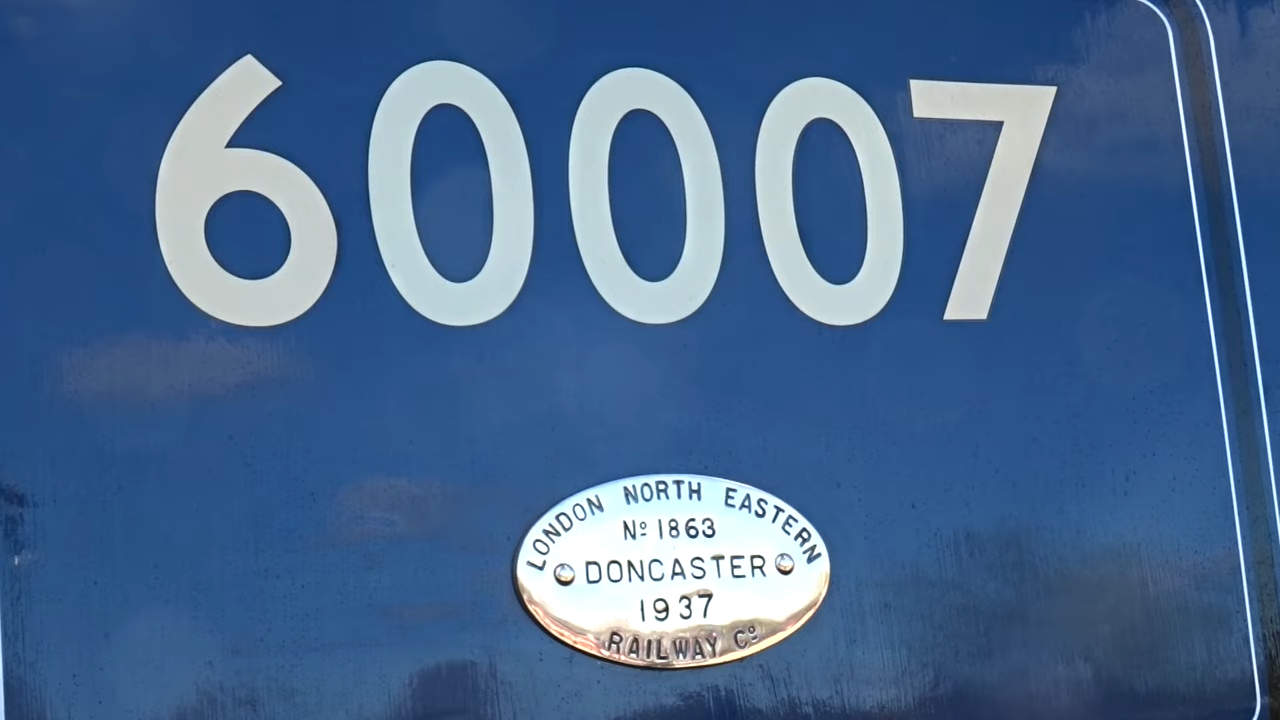 60007
LONDON NORTH EASTERN
Nº 1863
DONCASTER
1937
RAILWAY Cº